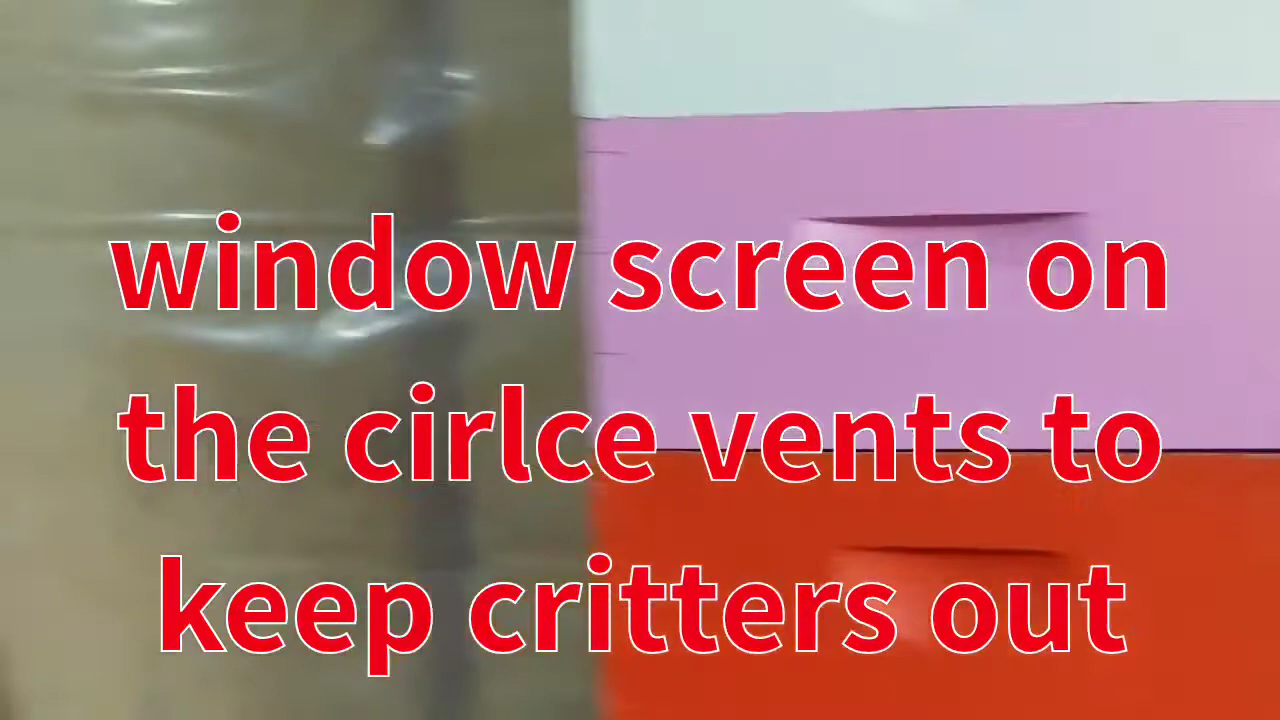 window screen on
the cirlce vents to
keep critters out